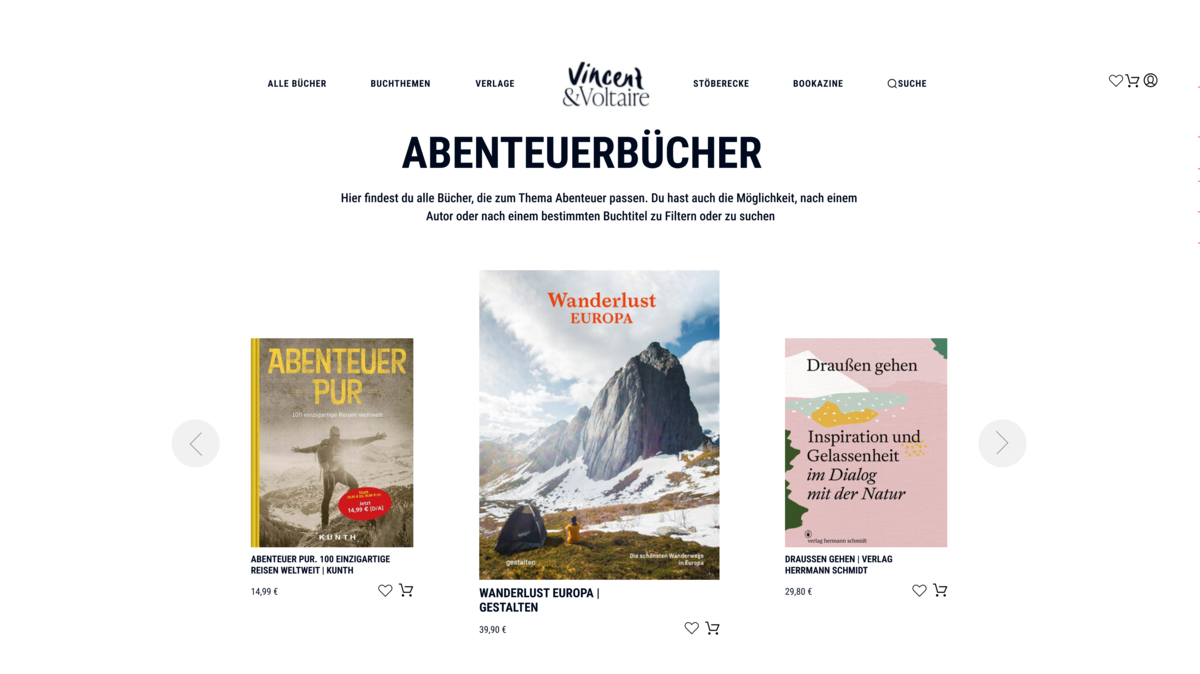 ALLE BÜCHER
BUCHTHEMEN
VERLAGE
Vincent
&Voltaire
STÖBERECKE
BOOKAZINE
SUCHE
ABENTEUERBÜCHER
Hier findest du alle Bücher, die zum Thema Abenteuer passen. Du hast auch die Möglichkeit, nach einem
Autor oder nach einem bestimmten Buchtitel zu Filtern oder zu suchen
ABENTEUER
PUR
100 einzigartige Reisen weltweit
Jetzt
14,99 € [D/A]
KUNTH
ABENTEUER PUR. 100 EINZIGARTIGE
REISEN WELTWEIT | KUNTH
14,99 €
Wanderlust
EUROPA
Die schönsten Wanderwege
in Europa
gestalten
WANDERLUST EUROPA |
GESTALTEN
39,90 €
Draußen gehen
Inspiration und
Gelassenheit
im Dialog
mit der Natur
verlag hermann schmidt
DRAUSSEN GEHEN | VERLAG
HERRMANN SCHMIDT
29,80 €